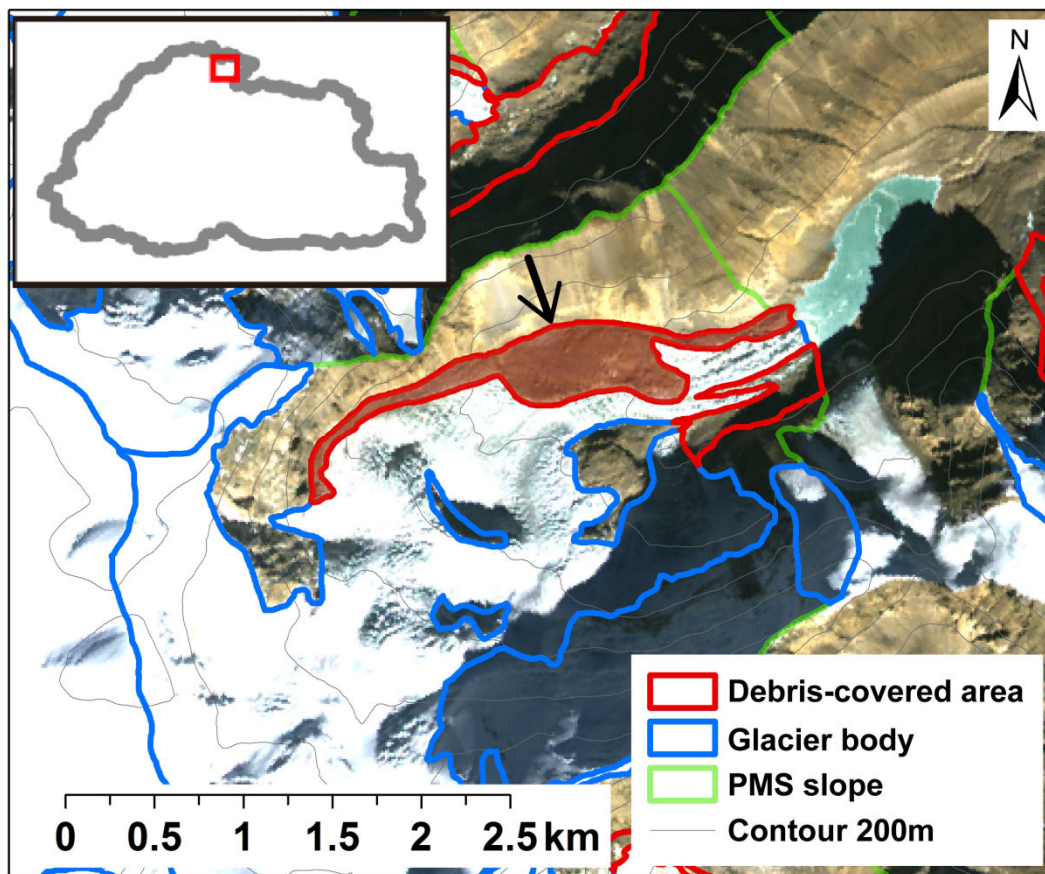 N
Debris-covered area
Glacier body
PMS slope
Contour 200m
0 0.5 1 1.5 2 2.5 km